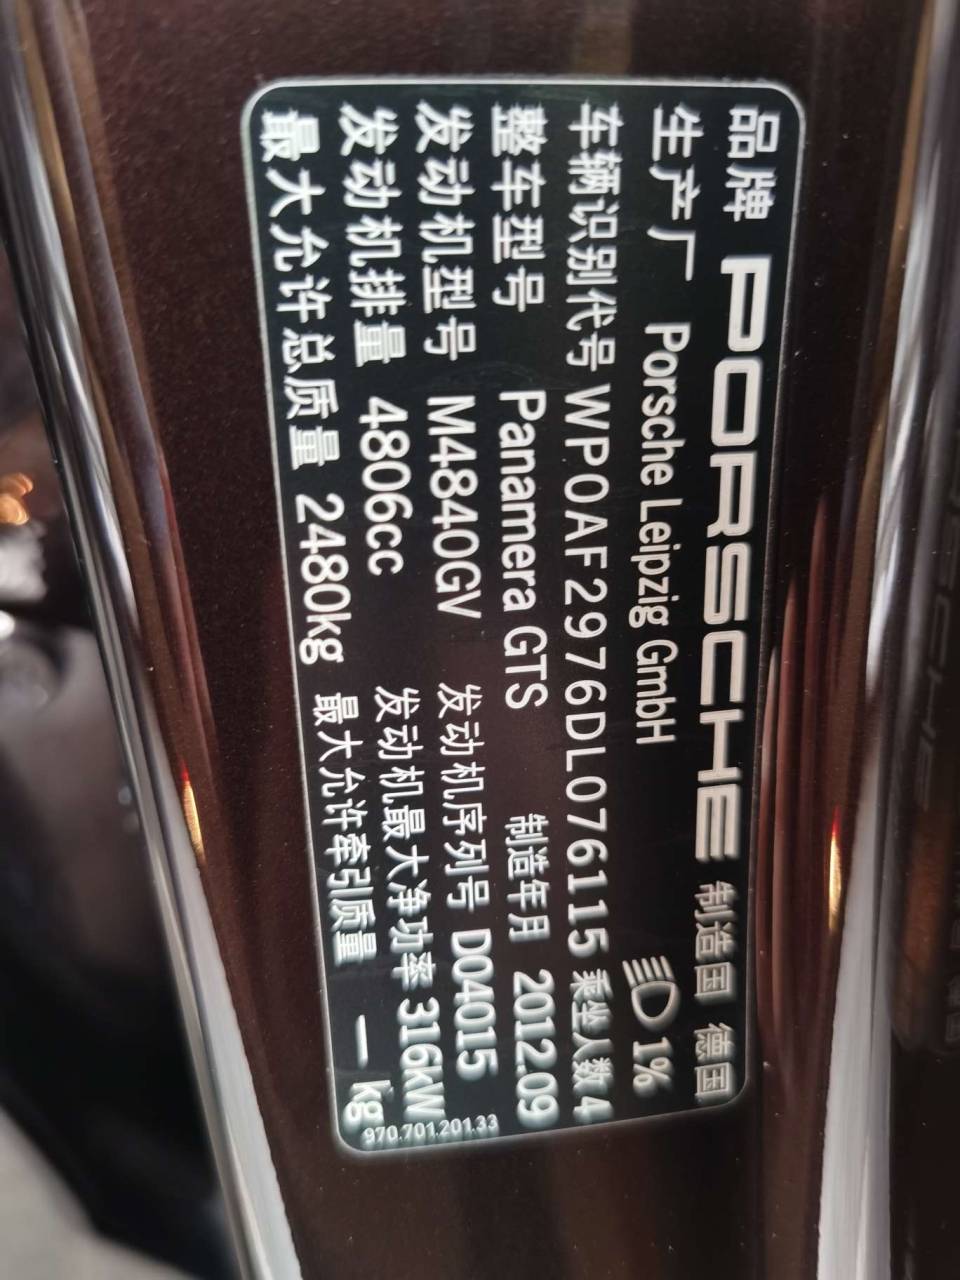 品牌 PORSCHE 制造国 德国
生产厂 Porsche Leipzig GmbH 1%
车辆识别代号 WP0AF2976DL076115 乘坐人数 4
整车型号 Panamera GTS 制造年月 2012.09
发动机型号 M4840GV 发动机序列号 D04015
发动机排量 4806cc 发动机最大净功率 316kW
最大允许总质量 2480kg 最大允许牵引质量 — kg
970.701.201.33